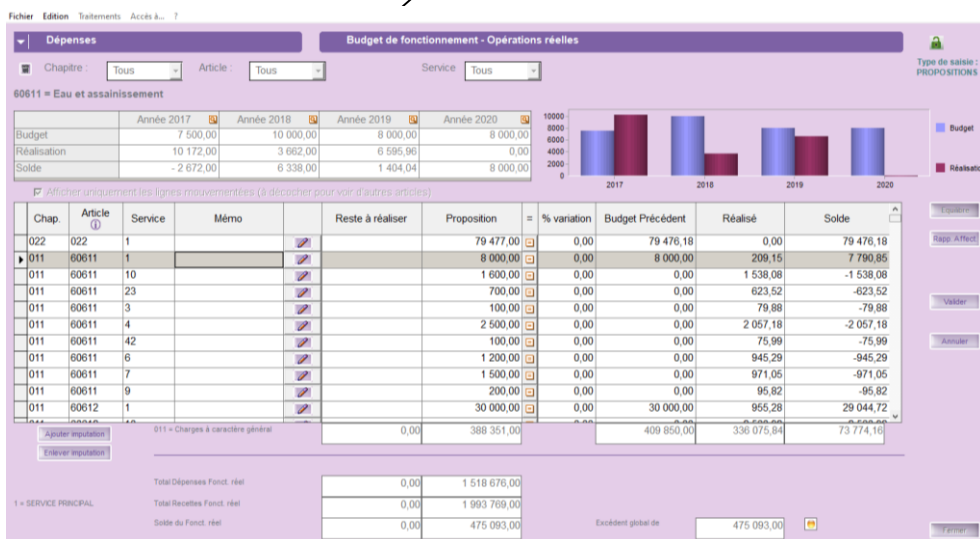 Fichier Edition Traitements Accès à... ?
Dépenses Budget de fonctionnement - Opérations réelles
Chapitre : Tous Article : Tous Service Tous
Type de saisie :
PROPOSITIONS
60611 = Eau et assainissement
Année 2017 Année 2018 Année 2019 Année 2020
Budget 7 500,00 10 000,00 8 000,00 8 000,00
Réalisation 10 172,00 3 662,00 6 595,96 0,00
Solde - 2 672,00 6 338,00 1 404,04 8 000,00
10000
8000
6000
4000
2000
0
2017 2018 2019 2020
Budget
Réalisatio
Afficher uniquement les lignes mouvementées (à décocher pour voir d'autres articles)
Chap. Article Service Mémo Reste à réaliser Proposition = % variation Budget Précédent Réalisé Solde
022 022 1 79 477,00 0,00 79 476,18 0,00 79 476,18
011 60611 1 8 000,00 0,00 8 000,00 209,15 7 790,85
011 60611 10 1 600,00 0,00 0,00 1 538,08 -1 538,08
011 60611 23 700,00 0,00 0,00 623,52 -623,52
011 60611 3 100,00 0,00 0,00 79,88 -79,88
011 60611 4 2 500,00 0,00 0,00 2 057,18 -2 057,18
011 60611 42 100,00 0,00 0,00 75,99 -75,99
011 60611 6 1 200,00 0,00 0,00 945,29 -945,29
011 60611 7 1 500,00 0,00 0,00 971,05 -971,05
011 60611 9 200,00 0,00 0,00 95,82 -95,82
011 60612 1 30 000,00 0,00 30 000,00 955,28 29 044,72
Rapp. Affect
Valider
Annuler
Ajouter imputation
Enlever imputation
011 = Charges à caractère général 0,00 388 351,00 409 850,00 336 075,84 73 774,16
Total Dépenses Fonct. réel 0,00 1 518 676,00
1 = SERVICE PRINCIPAL Total Recettes Fonct. réel 0,00 1 993 769,00
Solde du Fonct. réel 0,00 475 093,00 Excédent global de 475 093,00
Fermer